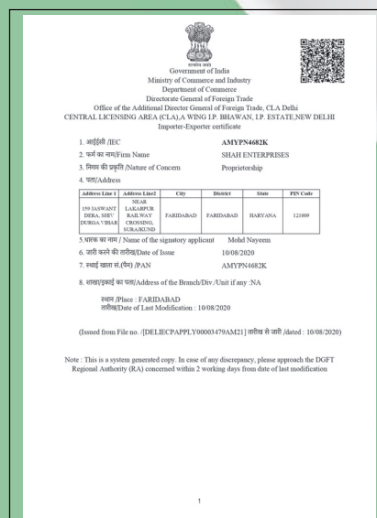 सत्यमेव जयते
Government of India
Ministry of Commerce and Industry
Department of Commerce
Directorate General of Foreign Trade
Office of the Additional Director General of Foreign Trade, CLA Delhi
CENTRAL LICENSING AREA (CLA),A WING I.P. BHAWAN, I.P. ESTATE,NEW DELHI
Importer-Exporter certificate
1. आईईसी /IEC AMYPN4682K
2. फर्म का नाम/Firm Name SHAH ENTERPRISES
3. नियम की प्रकृति /Nature of Concern Proprietorship
4. पता/Address
Address Line 1 Address Line2 City District State PIN Code
159 JASWANT DERA, SHIV DURGA VIHAR NEAR LAKARPUR RAILWAY CROSSING, SURAJKUND FARIDABAD FARIDABAD HARYANA 121009
5.धारक का नाम / Name of the signatory applicant Mohd Nayeem
6. जारी करने की तारीख/Date of Issue 10/08/2020
7. स्थाई खाता सं.(पैन) /PAN AMYPN4682K
8. शाखा/इकाई का पता/Address of the Branch/Div./Unit if any :NA
स्थान /Place : FARIDABAD
तारीख/Date of Last Modification : 10/08/2020
(Issued from File no. /[DELIECPAPPLY00003479AM21] तारीख से जारी /dated : 10/08/2020)
Note : This is a system generated copy. In case of any discrepancy, please approach the DGFT
Regional Authority (RA) concerned within 2 working days from date of last modification
1